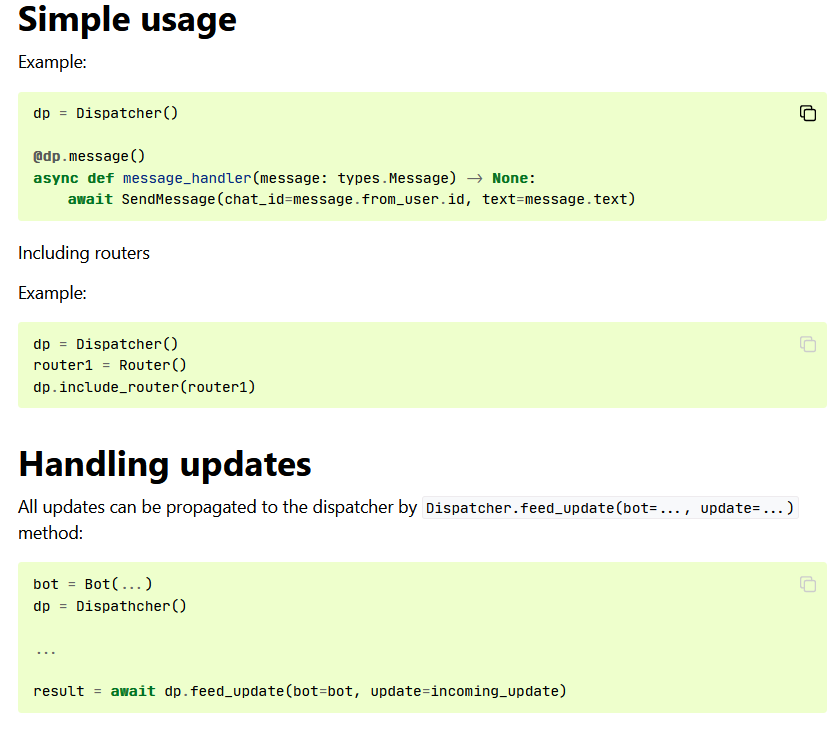 Simple usage
Example:
dp = Dispatcher()
@dp.message()
async def message_handler(message: types.Message) -> None:
    await SendMessage(chat_id=message.from_user.id, text=message.text)
Including routers
Example:
dp = Dispatcher()
router1 = Router()
dp.include_router(router1)
Handling updates
All updates can be propagated to the dispatcher by Dispatcher.feed_update(bot=..., update=...)
method:
bot = Bot(...)
dp = Dispathcher()
...
result = await dp.feed_update(bot=bot, update=incoming_update)